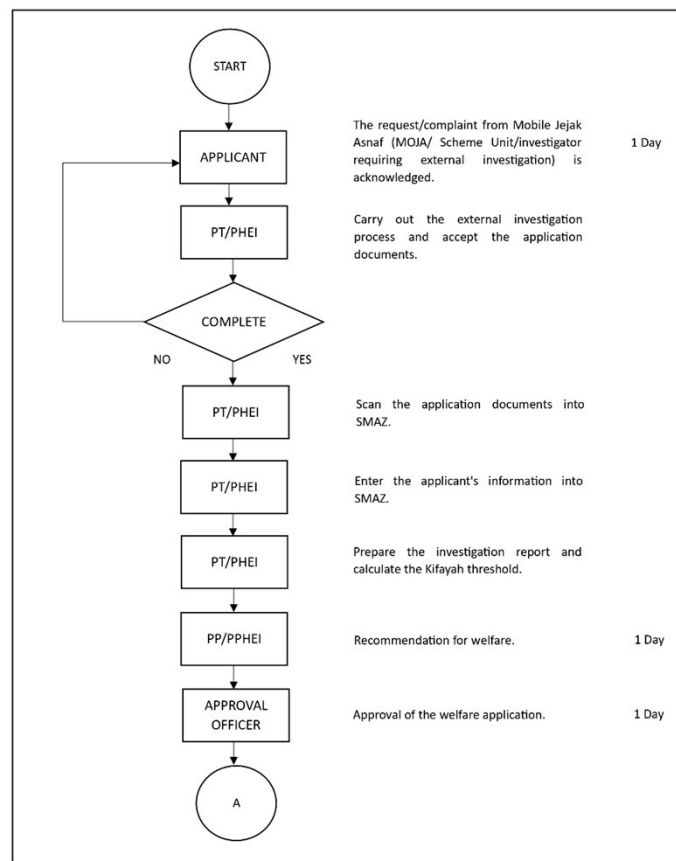 START
The request/complaint from Mobile Jejak
Asnaf (MOJA/ Scheme Unit/investigator
requiring external investigation) is
acknowledged.
1 Day
APPLICANT
PT/PHEI
Carry out the external investigation
process and accept the application
documents.
COMPLETE
NO
YES
PT/PHEI
Scan the application documents into
SMAZ.
PT/PHEI
Enter the applicant's information into
SMAZ.
PT/PHEI
Prepare the investigation report and
calculate the Kifayah threshold.
PP/PPHEI
Recommendation for welfare.
1 Day
APPROVAL
OFFICER
Approval of the welfare application.
1 Day
A